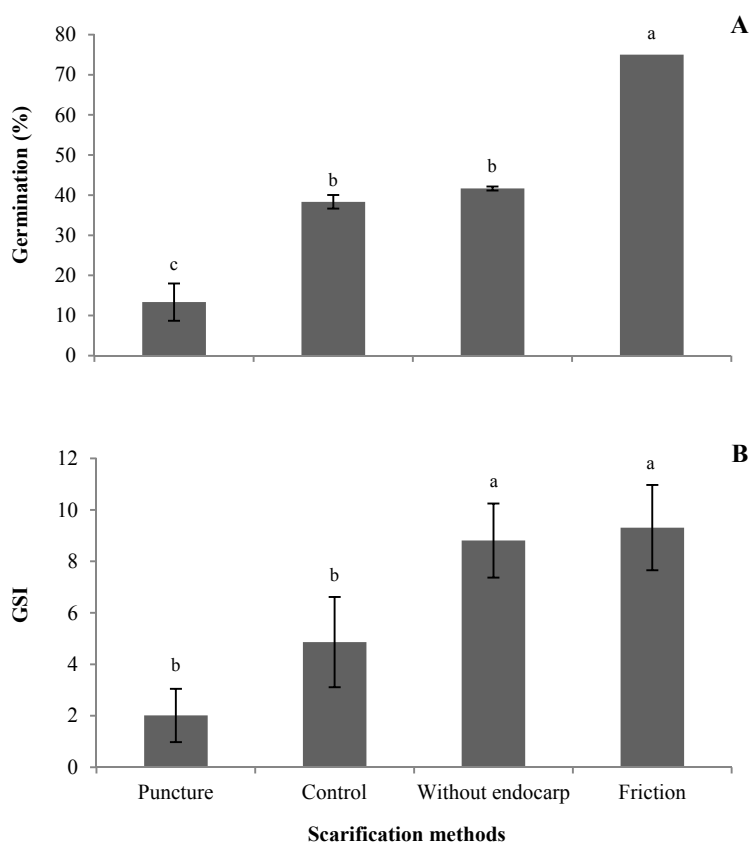 A
80
70
60
50
40
30
20
10
0
Germination (%)
c
b
b
a
B
12
10
8
6
4
2
0
GSI
b
b
a
a
Puncture Control Without endocarp Friction
Scarification methods